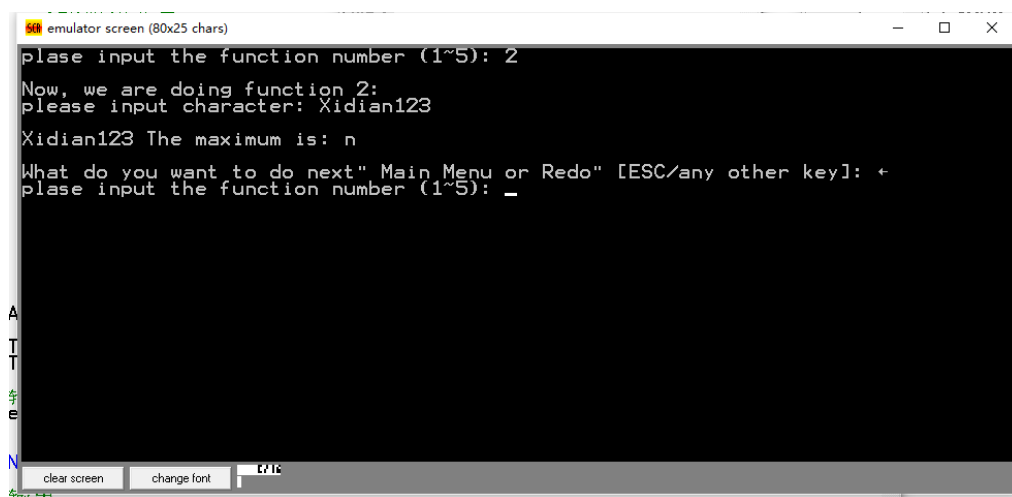 emulator screen (80x25 chars)
plase input the function number (1~5): 2
Now, we are doing function 2:
please input character: Xidian123
Xidian123 The maximum is: n
What do you want to do next" Main Menu or Redo" [ESC/any other key]: ←
plase input the function number (1~5): _
clear screen
change font